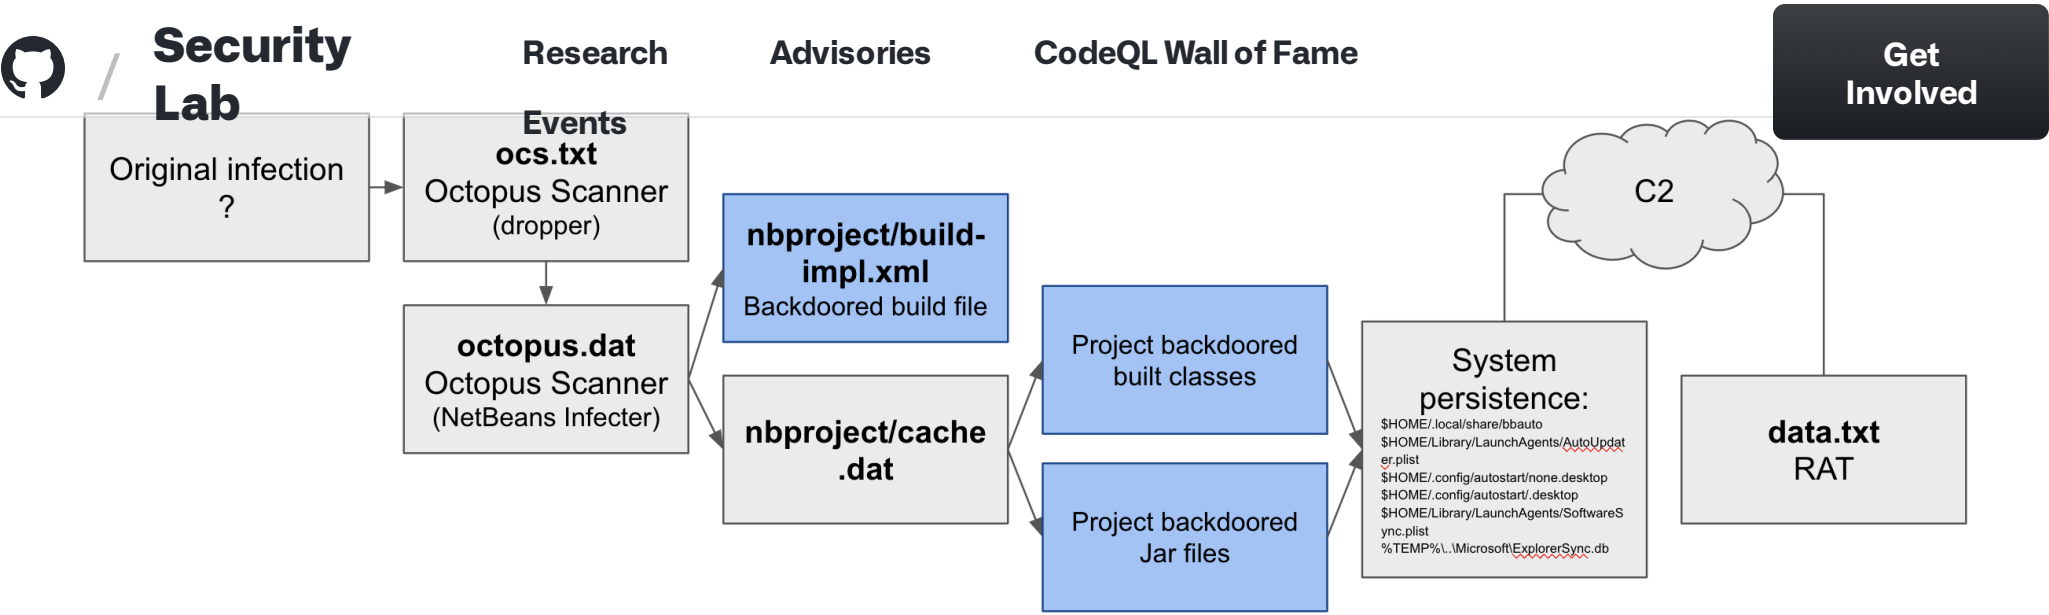 Security
Lab
Research
Advisories
CodeQL Wall of Fame
Get
Involved
Events
Original infection
?
ocs.txt
Octopus Scanner
(dropper)
octopus.dat
Octopus Scanner
(NetBeans Infecter)
nbproject/build-
impl.xml
Backdoored build file
nbproject/cache
.dat
Project backdoored
built classes
Project backdoored
Jar files
System
persistence:
$HOME/.local/share/bbauto
$HOME/Library/LaunchAgents/AutoUpdat
er.plist
$HOME/.config/autostart/none.desktop
$HOME/.config/autostart/.desktop
$HOME/Library/LaunchAgents/SoftwareS
ync.plist
%TEMP%\..\Microsoft\ExplorerSync.db
C2
data.txt
RAT